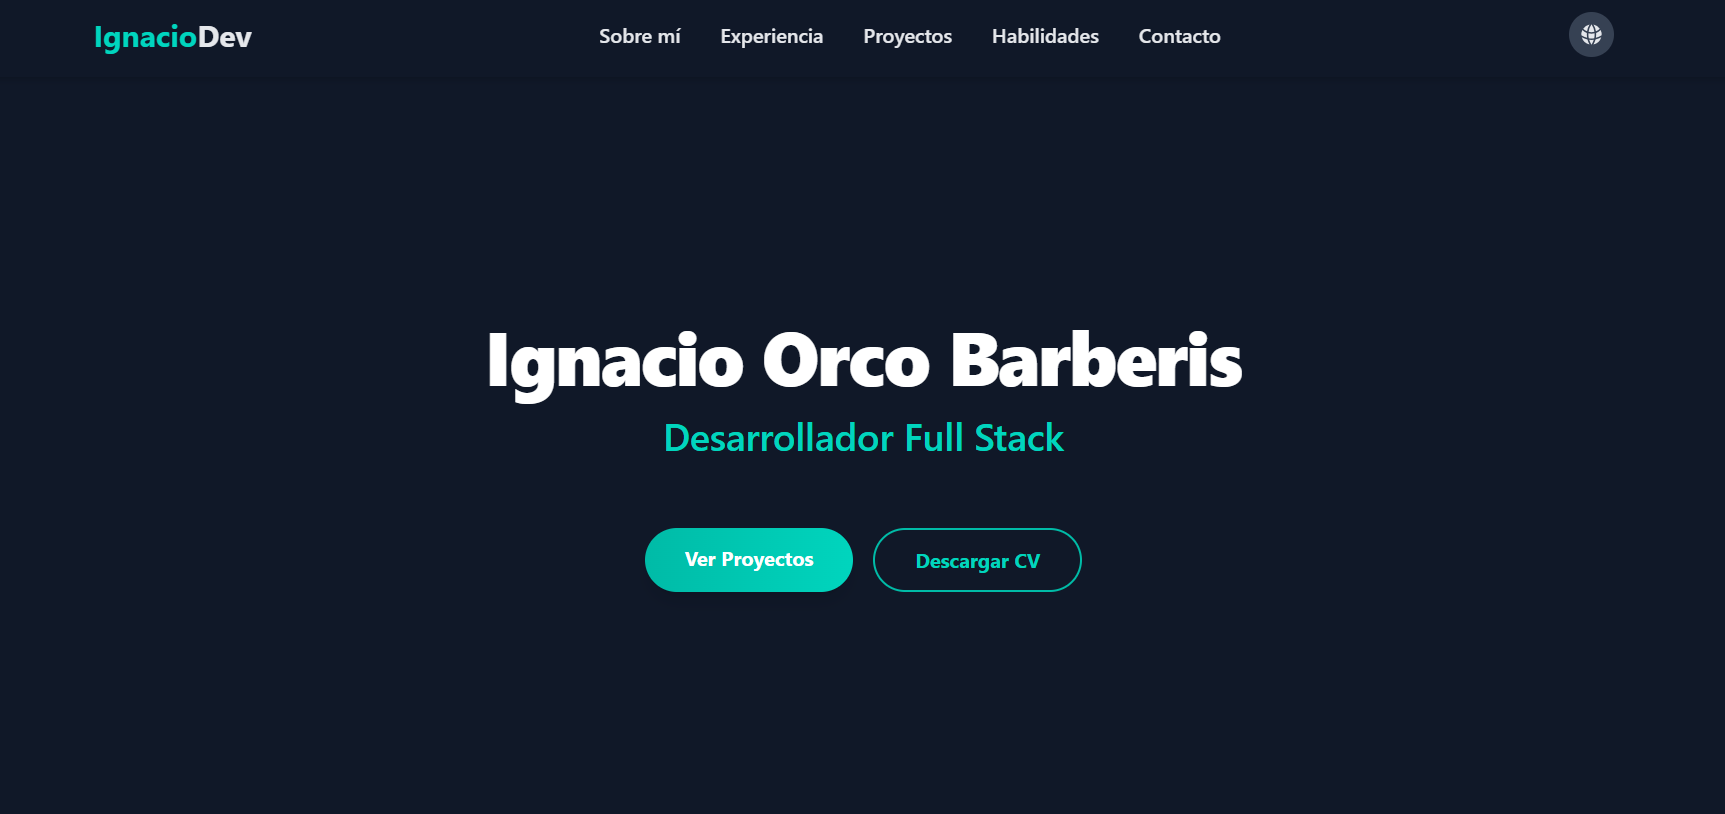 IgnacioDev
Sobre mí
Experiencia
Proyectos
Habilidades
Contacto
Ignacio Orco Barberis
Desarrollador Full Stack
Ver Proyectos
Descargar CV